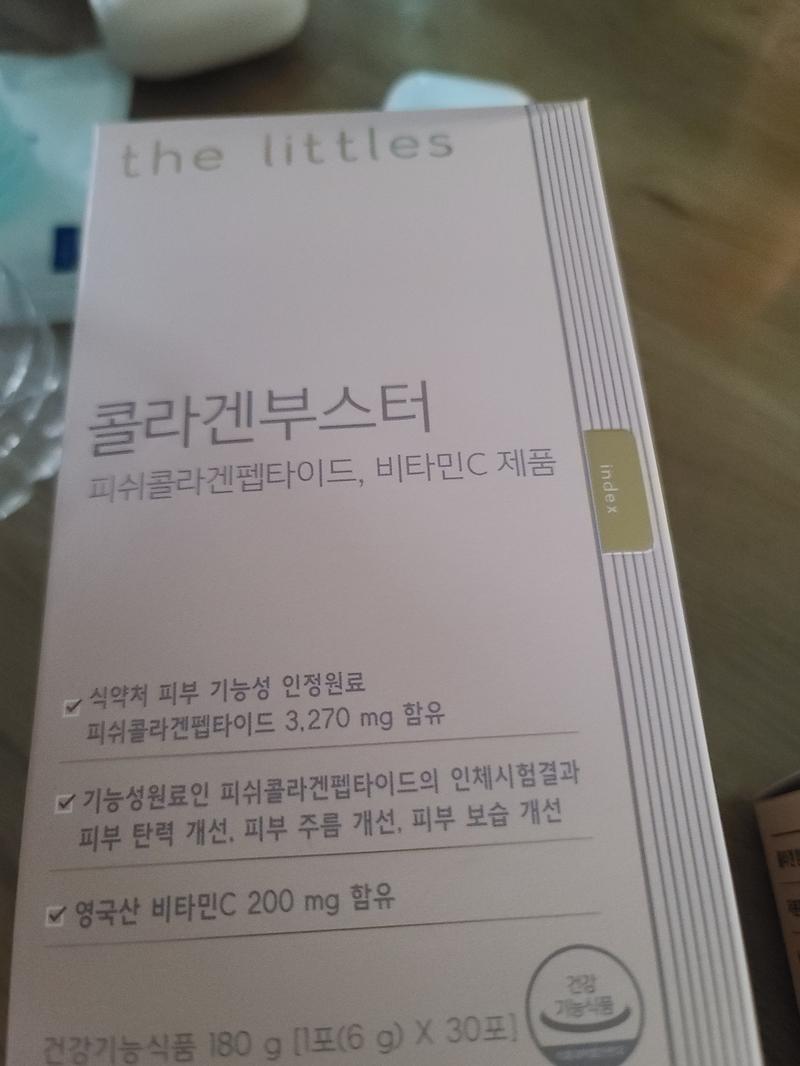 the littles
콜라겐부스터
피쉬콜라겐펩타이드, 비타민C 제품
index
식약처 피부 기능성 인정원료
피쉬콜라겐펩타이드 3,270 mg 함유
기능성원료인 피쉬콜라겐펩타이드의 인체시험결과
피부 탄력 개선, 피부 주름 개선, 피부 보습 개선
영국산 비타민C 200 mg 함유
건강
기능식품
건강기능식품 180 g [1포(6 g) X 30포]